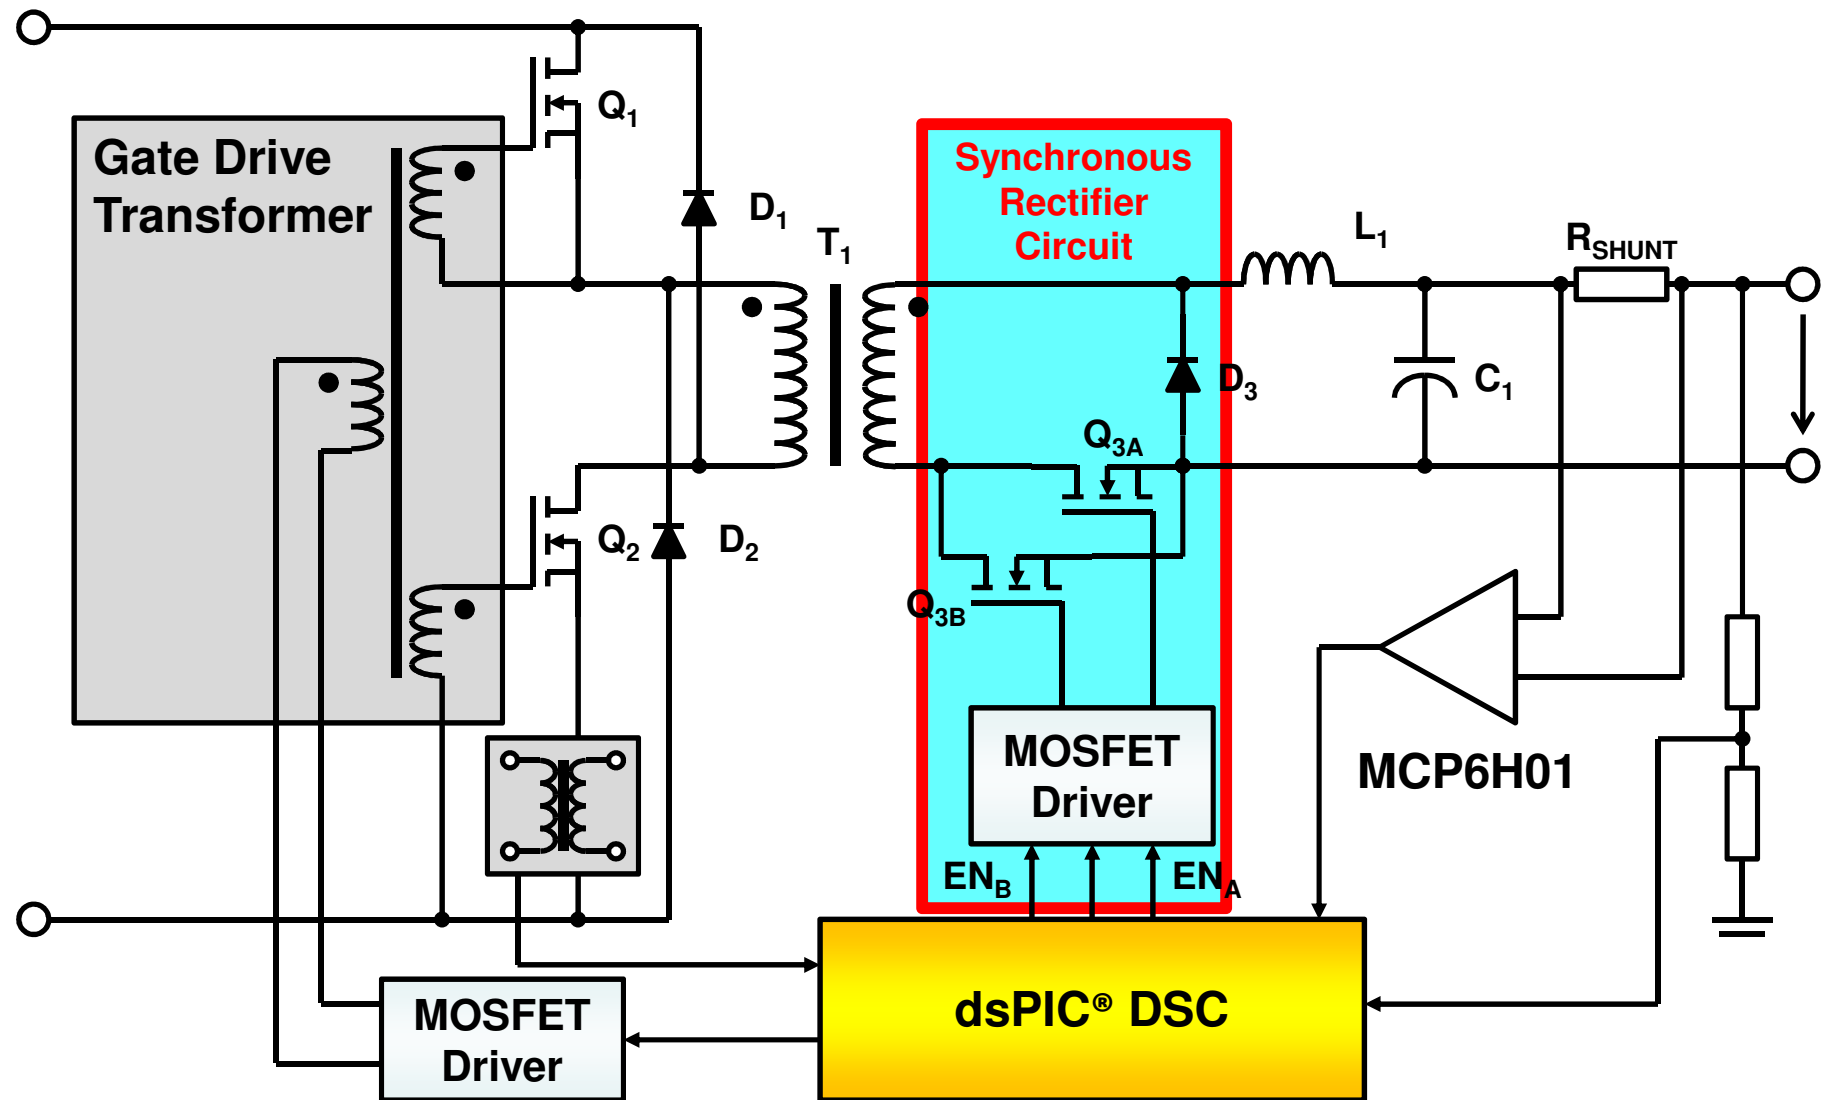 Gate Drive
Transformer
Q1
D1
T1
Synchronous
Rectifier
Circuit
L1
RSHUNT
D3
C1
Q3A
Q2
D2
Q3B
MOSFET
Driver
MCP6H01
ENB
ENA
dsPIC® DSC
MOSFET
Driver